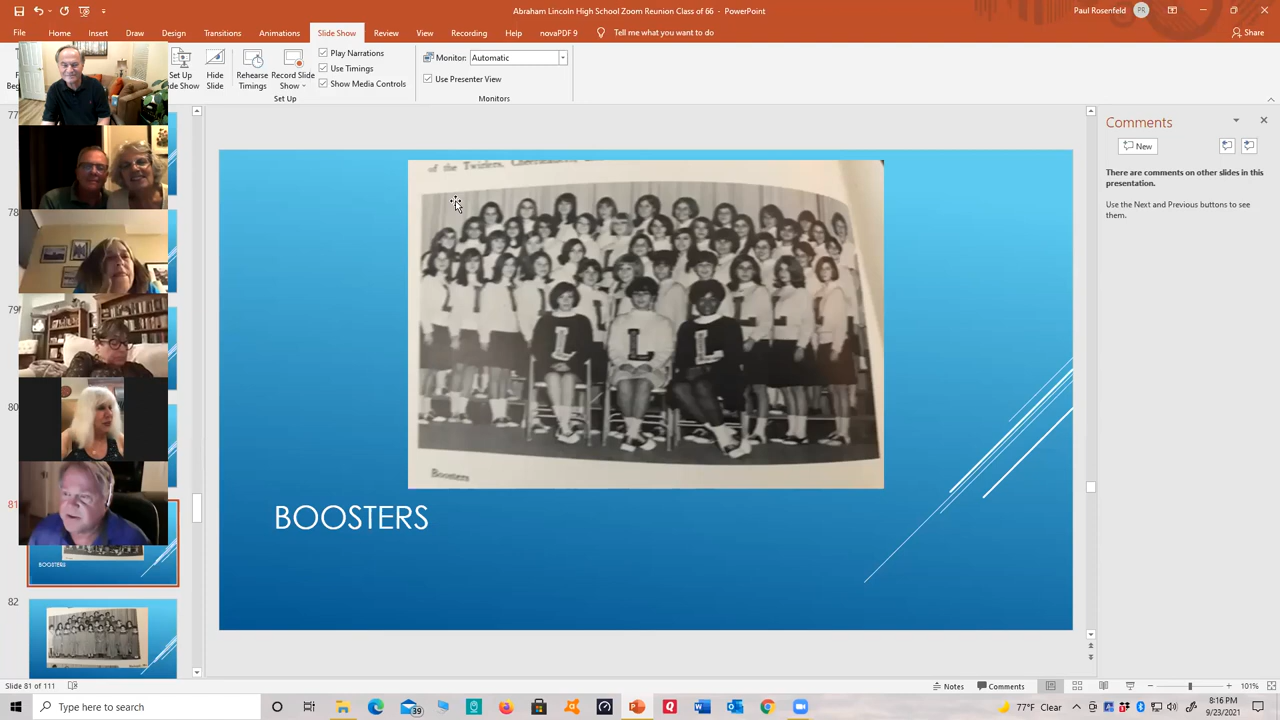 Abraham Lincoln High School Zoom Reunion Class of 66 - PowerPoint
Paul Rosenfeld
PR
File Home Insert Draw Design Transitions Animations Slide Show Review View Recording Help novaPDF 9 Tell me what you want to do
Share
Set Up
Hide
Slide
Rehearse
Timings
Record Slide
Show
Play Narrations
Use Timings
Show Media Controls
Set Up
Monitor: Automatic
Use Presenter View
Monitors
77
78
79
80
81
BOOSTERS
82
of the Twirlers,
L L L
Boosters
BOOSTERS
Comments
New
There are comments on other slides in this
presentation.
Use the Next and Previous buttons to see
them.
Slide 81 of 111
Notes
Comments
101%
Type here to search
39
77°F Clear
8:16 PM
9/23/2021